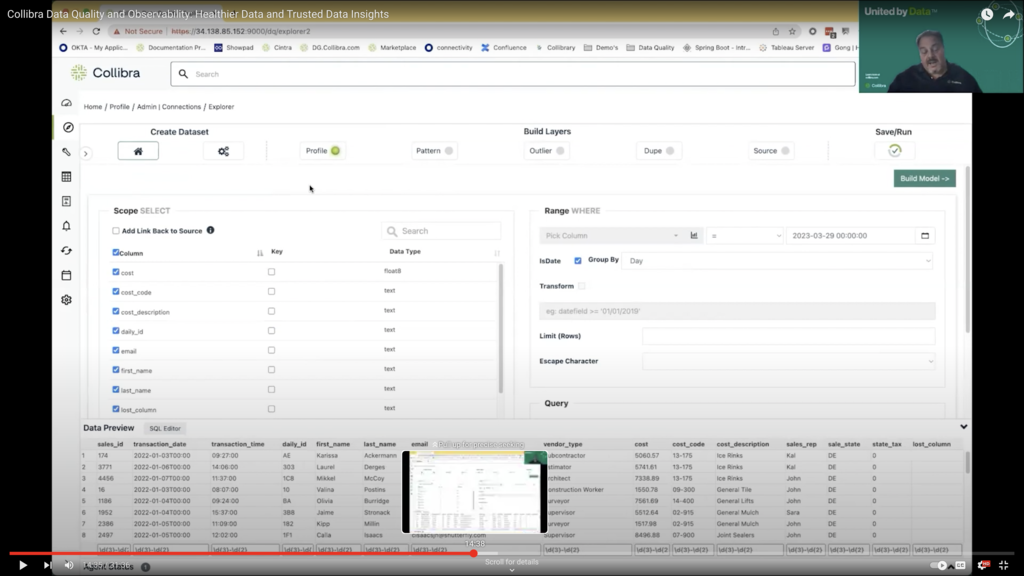 Collibra Data Quality and Observability: Healthier Data and Trusted Data Insights
United by Data
Not Secure https://34.138.85.152:9000/dq/explorer2
OKTA - My Applic... Documentation Pr... Showpad Cintra DG.Collibra.com Marketplace connectivity Confluence Collibrary Demo's Data Quality Spring Boot - Intr... Tableau Server Gong | H
Collibra
Search
Collibra
Home / Profile / Admin | Connections / Explorer
Create Dataset
Build Layers
Save/Run
Profile
Pattern
Outlier
Dupe
Source
Build Model ->
Scope SELECT
Add Link Back to Source
Search
Column
Key
Data Type
cost float8
cost_code text
cost_description text
daily_id text
email text
first_name text
last_name text
lost_column text
Range WHERE
Pick Column = 2023-03-29 00:00:00
IsDate Group By Day
Transform
eg: datefield >= '01/01/2019'
Limit (Rows)
Escape Character
Query
Data Preview SQL Editor
sales_id transaction_date transaction_time daily_id first_name last_name email vendor_type cost cost_code cost_description sales_rep sale_state state_tax lost_column
Pull up for precise seeking
1 174 2022-01-03T00:00 09:27:00 AE Karissa Ackermann ubcontractor 5060.57 13-175 Ice Rinks Kal DE 0
2 3771 2022-01-06T00:00 14:06:00 303 Laurel Derges stimator 5741.61 13-175 Ice Rinks Kal DE 0
3 4456 2022-01-07T00:00 11:37:00 1C8 Mikkel McCoy rchitect 7338.89 13-175 Ice Rinks Kal DE 0
4 16 2022-01-03T00:00 08:07:00 10 Valina Postins onstruction Worker 1550.78 09-300 General Tile John DE 0
5 1186 2022-01-04T00:00 09:24:00 BA Olivia Burridge urveyor 7561.69 14-400 General Lifts John DE 0
6 1952 2022-01-04T00:00 15:37:00 3BB Jaime Stronack upervisor 5512.64 02-915 General Mulch Sara DE 0
7 2386 2022-01-05T00:00 11:09:00 182 Kipp Millin urveyor 1517.98 02-915 General Mulch John DE 0
8 2497 2022-01-05T00:00 12:02:00 1F1 Calla Isaacs upervisor 6496.88 07-900 Joint Sealers John DE 0
14:38
Agent Status
Scroll for details